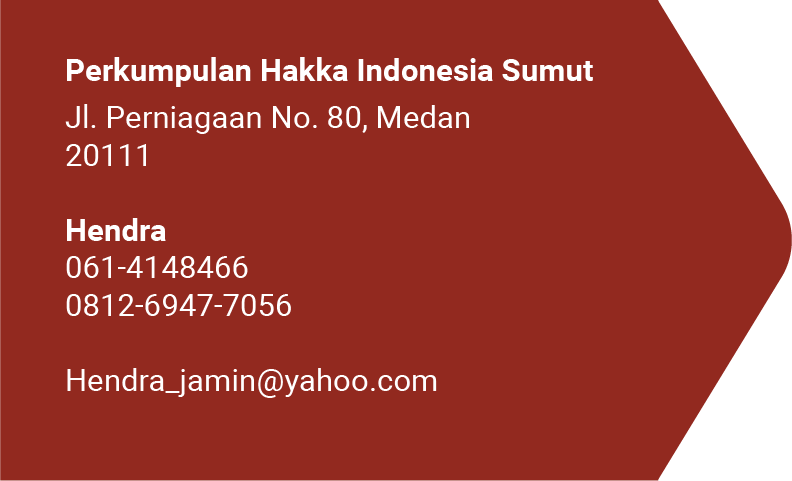 Perkumpulan Hakka Indonesia Sumut
Jl. Perniagaan No. 80, Medan
20111
Hendra
061-4148466
0812-6947-7056
Hendra_jamin@yahoo.com